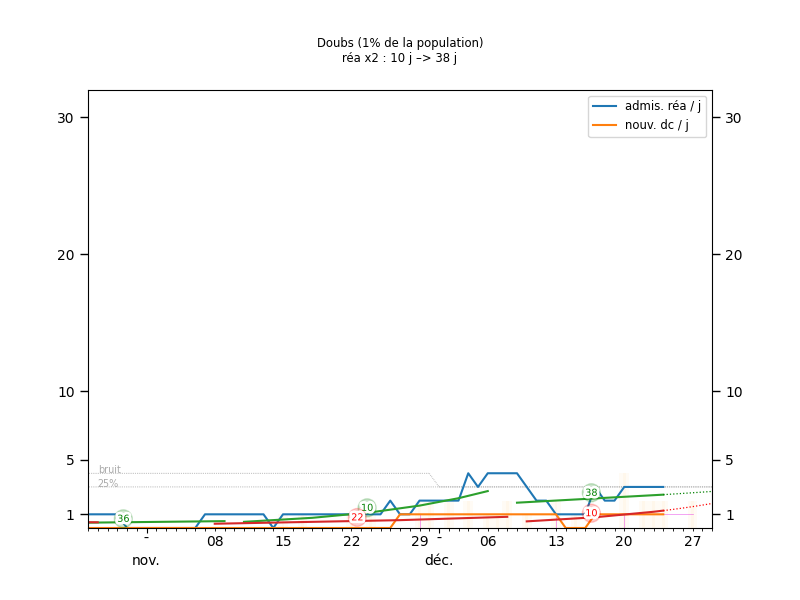 Doubs (1% de la population)
réa x2 : 10 j –> 38 j
admis. réa / j
nouv. dc / j
30
30
20
20
10
10
5
5
1
1
bruit
25%
36
10
22
38
10
- 08 15 22 29 - 06 13 20 27
nov. déc.